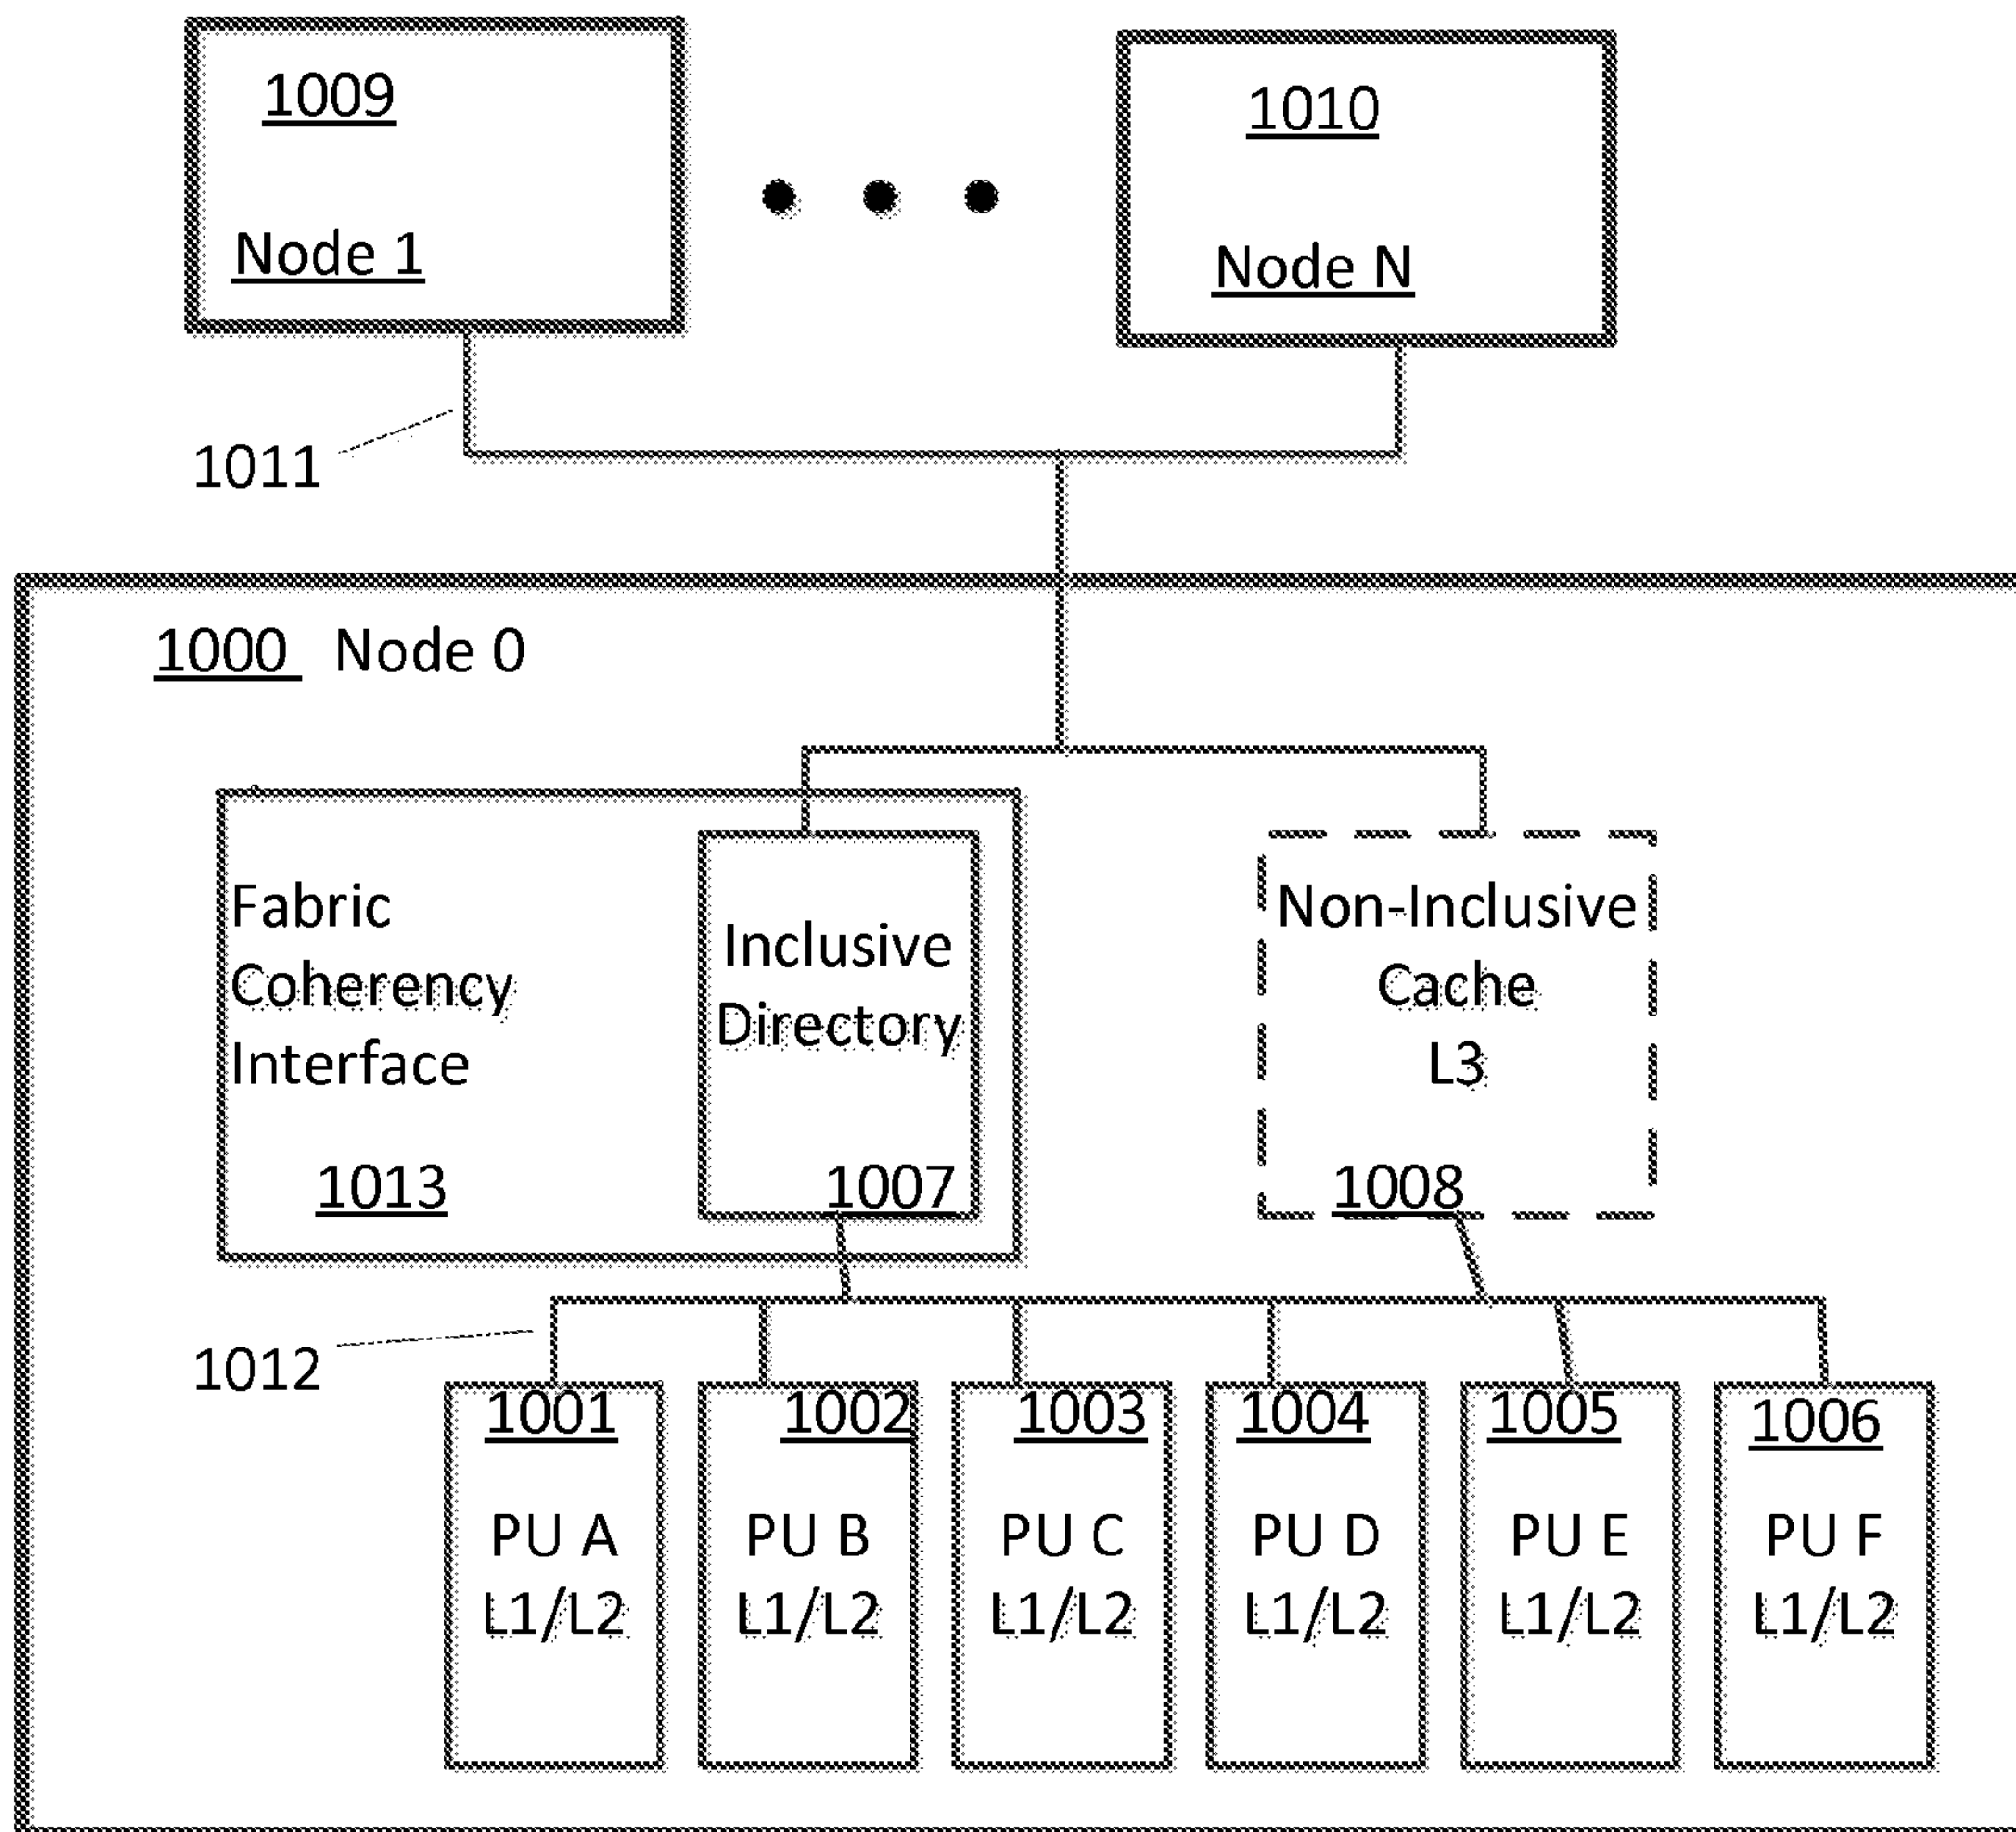 1009
Node 1
1010
Node N
1011
1000 Node 0
Fabric
Coherency
Interface
1013
Inclusive
Directory
1007
Non-Inclusive
Cache
L3
1008
1012
1001
PU A
L1/L2
1002
PU B
L1/L2
1003
PU C
L1/L2
1004
PU D
L1/L2
1005
PU E
L1/L2
1006
PU F
L1/L2